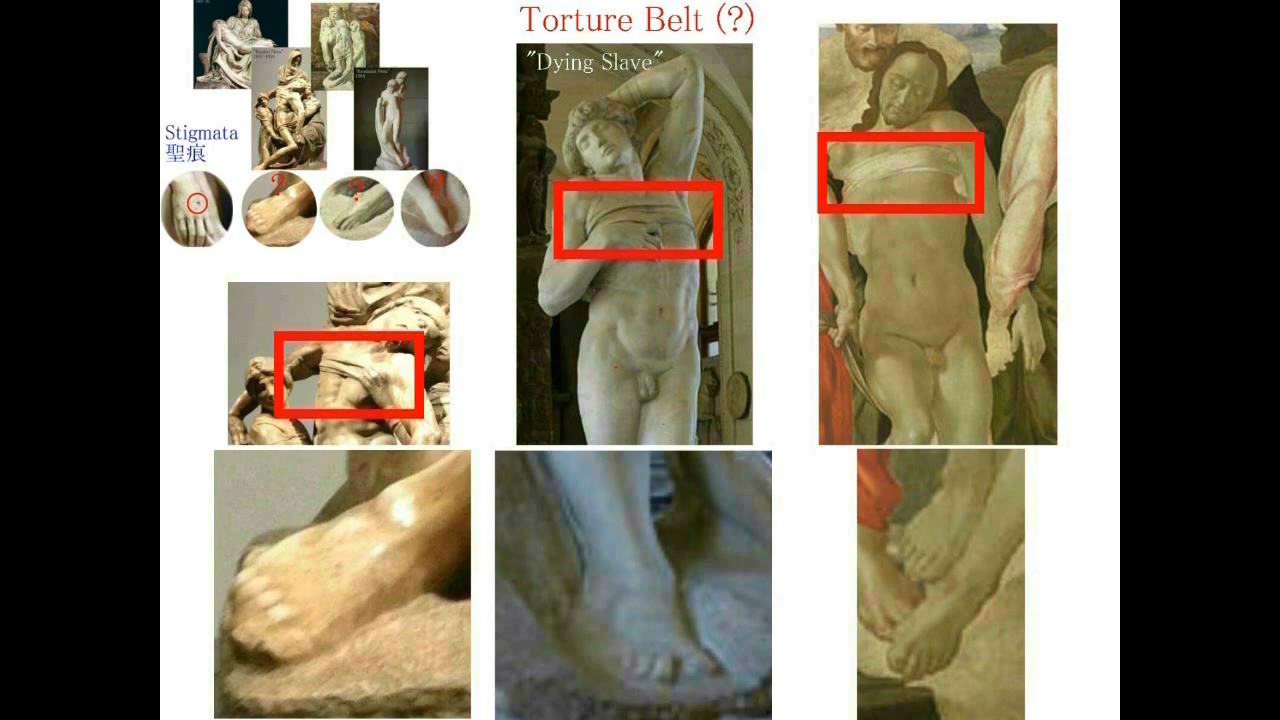 Torture Belt (?)
"Dying Slave"
Stigmata
聖痕
?
?
?